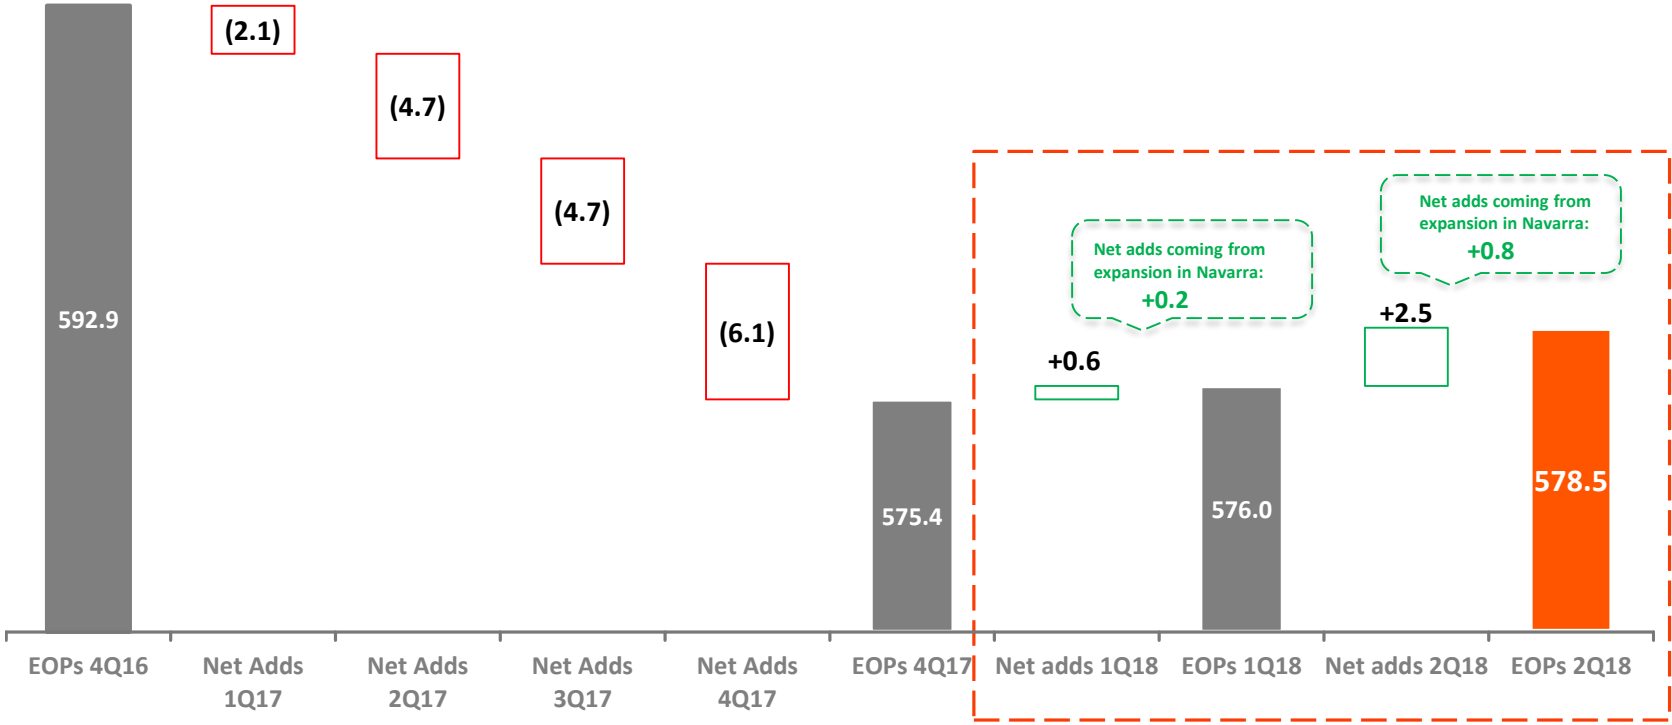 (2.1)
(4.7)
(4.7)
(6.1)
592.9
575.4
Net adds coming from
expansion in Navarra:
+0.2
+0.6
576.0
Net adds coming from
expansion in Navarra:
+0.8
+2.5
578.5
EOPs 4Q16
Net Adds
1Q17
Net Adds
2Q17
Net Adds
3Q17
Net Adds
4Q17
EOPs 4Q17
Net adds 1Q18
EOPs 1Q18
Net adds 2Q18
EOPs 2Q18